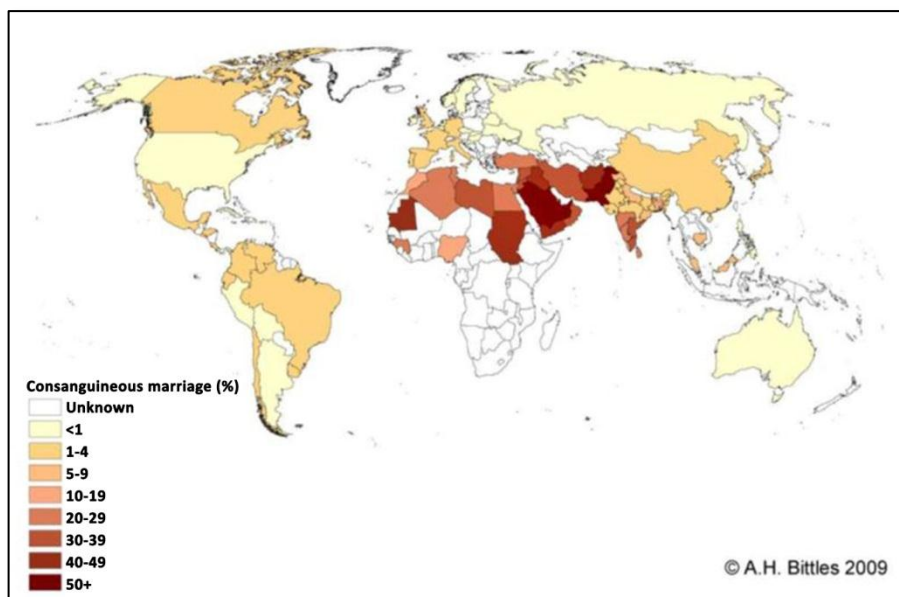 Consanguineous marriage (%)
Unknown
<1
1-4
5-9
10-19
20-29
30-39
40-49
50+
© A.H. Bittles 2009